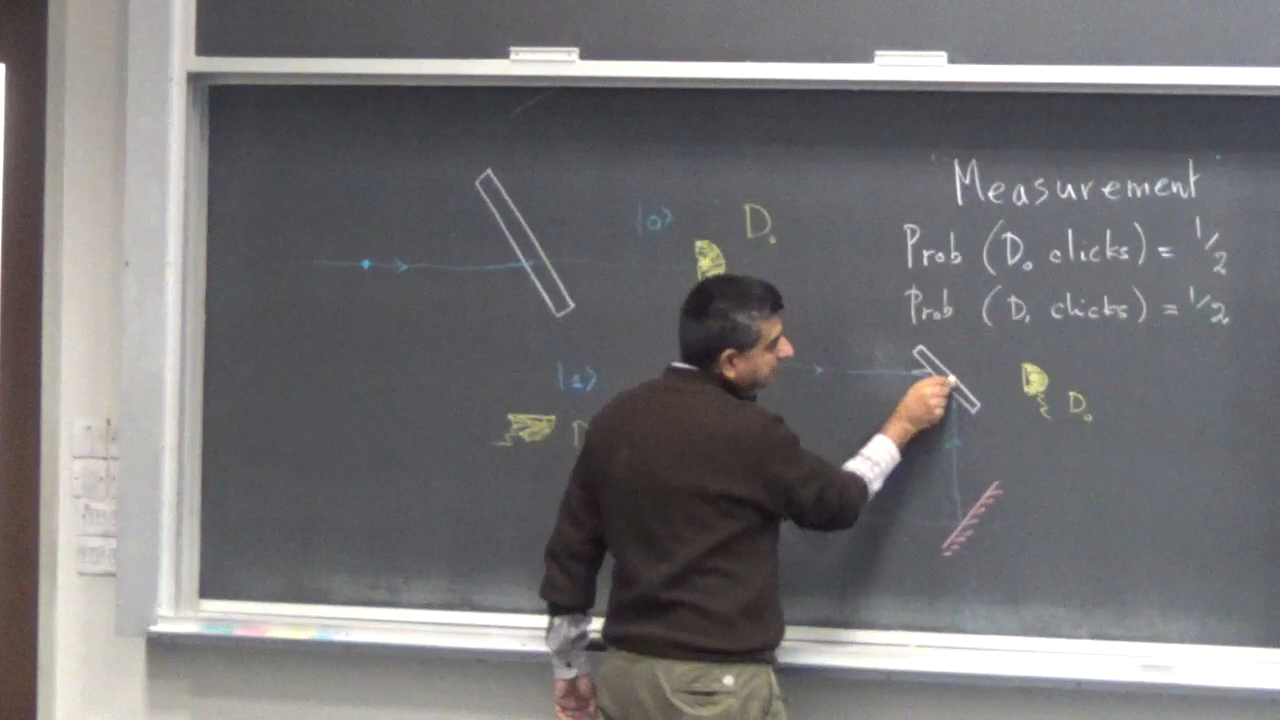 Measurement
|0⟩ D₀
Prob (D₀ clicks) = 1/2
Prob (D₁ clicks) = 1/2
|1⟩
D₀
D